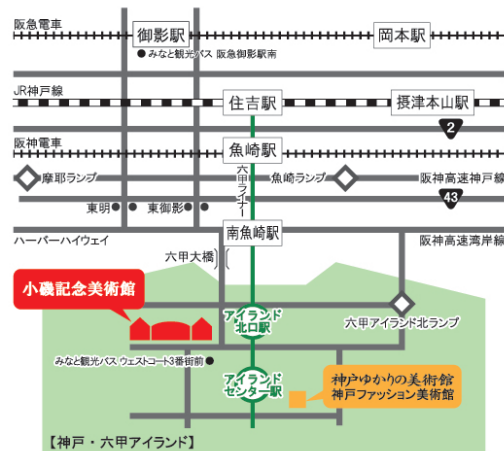 阪急電車
御影駅
岡本駅
みなと観光バス 阪急御影駅南
JR神戸線
住吉駅
摂津本山駅
2
阪神電車
魚崎駅
摩耶ランプ
六甲ライナー
魚崎ランプ
阪神高速神戸線
43
東明
東御影
ハーバーハイウェイ
南魚崎駅
阪神高速湾岸線
六甲大橋
小磯記念美術館
アイランド
北口駅
六甲アイランド北ランプ
みなと観光バス ウェストコート3番街前
アイランド
センター駅
神戸ゆかりの美術館
神戸ファッション美術館
【神戸・六甲アイランド】